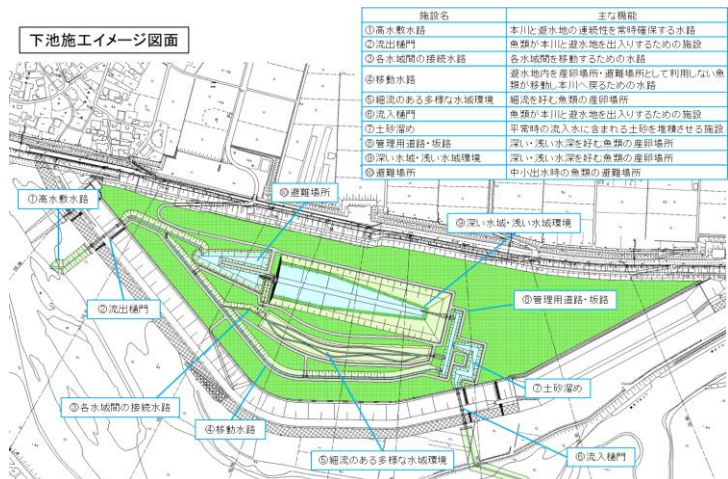 下池施工イメージ図面
施設名 主な機能
①高水敷水路 本川と遊水地の連続性を常時確保する水路
②流出樋門 魚類が本川と遊水地を出入りするための施設
③各水域間の接続水路 各水域間を移動するための水路
④移動水路 遊水地内を産卵場所・避難場所として利用しない魚
類が移動し本川へ戻るための水路
⑤細流のある多様な水域環境 細流を好む魚類の産卵場所
⑥流入樋門 魚類が本川と遊水地を出入りするための施設
⑦土砂溜め 平常時の流入水に含まれる土砂を堆積させる施設
⑧管理用道路・坂路 深い・浅い水深を好む魚類の産卵場所
⑨深い水域・浅い水域環境 深い・浅い水深を好む魚類の産卵場所
⑩避難場所 中小出水時の魚類の避難場所
⑩避難場所
①高水敷水路
⑨深い水域・浅い水域環境
②流出樋門
⑧管理用道路・坂路
⑦土砂溜め
③各水域間の接続水路
④移動水路
⑤細流のある多様な水域環境
⑥流入樋門